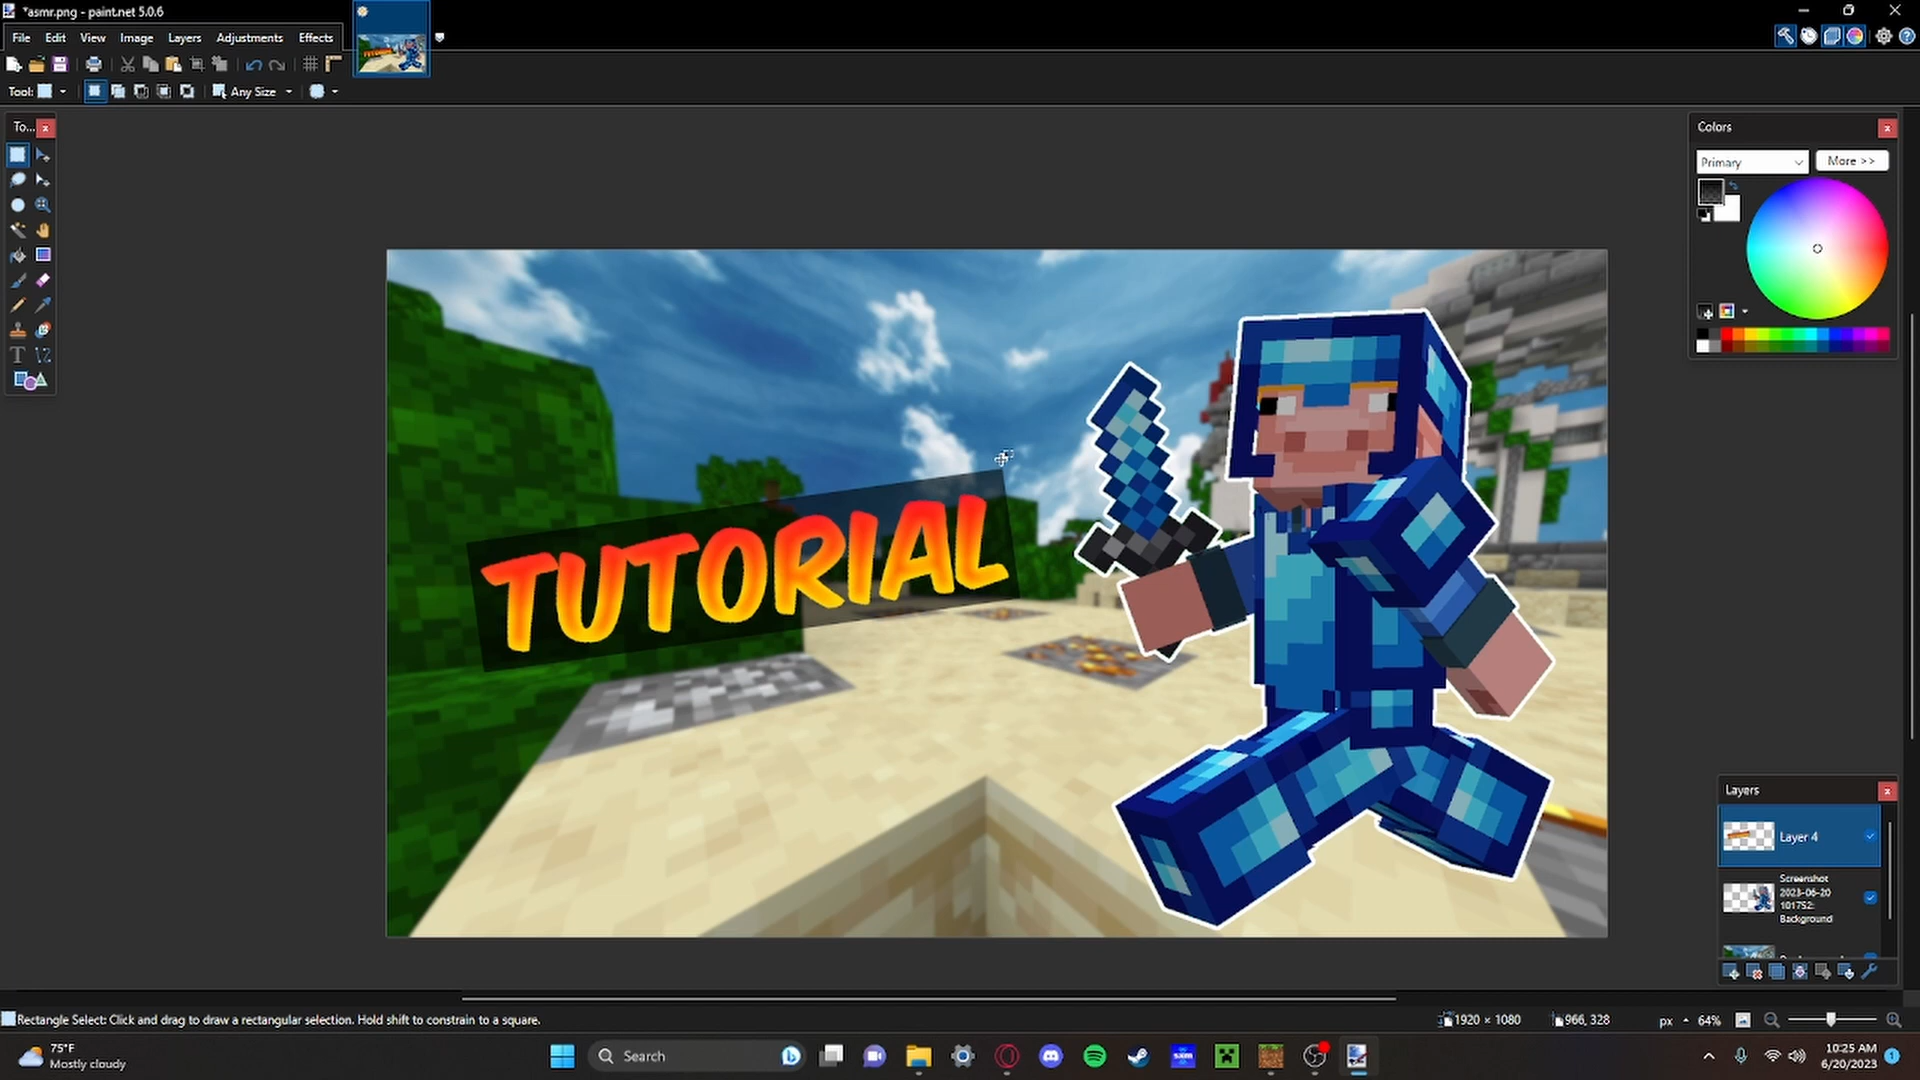 *asmr.png - paint.net 5.0.6
File Edit View Image Layers Adjustments Effects
Tool:
Any Size
To...
Colors
Primary
More >>
TUTORIAL
Layers
Layer 4
Screenshot
2023-06-20
101752:
Background
Rectangle Select: Click and drag to draw a rectangular selection. Hold shift to constrain to a square.
1920 × 1080
966, 328
px
64%
75°F
Mostly cloudy
Search
sxm
10:25 AM
6/20/2023
1